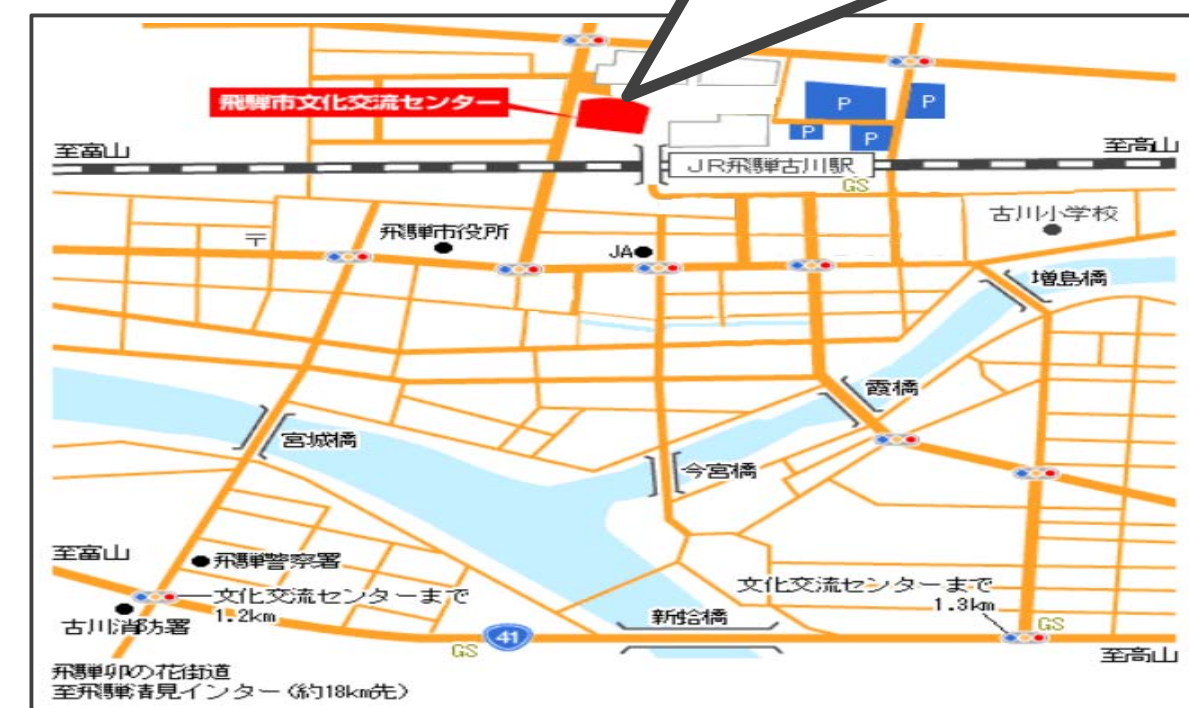 飛騨市文化交流センター
P
P
P
P
至富山
至高山
JR飛騨古川駅
GS
古川小学校
〒
飛騨市役所
JA
増島橋
霞橋
宮城橋
今宮橋
至富山
飛騨警察署
文化交流センターまで
1.2km
古川消防署
文化交流センターまで
1.3km
新蛤橋
GS
41
GS
至高山
飛騨卯の花街道
至飛騨清見インター(約18km先)